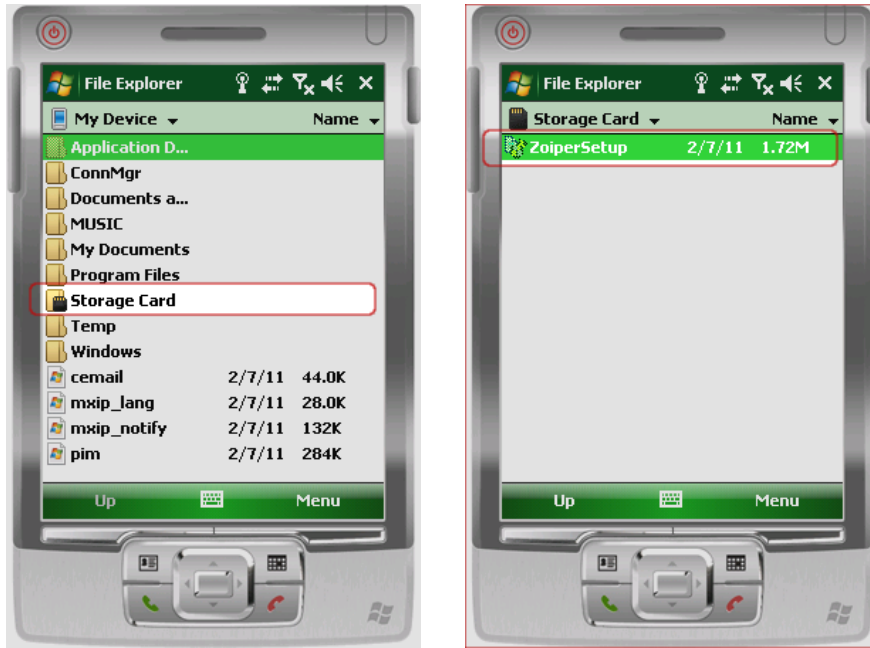 File Explorer
My Device Name
Application D...
ConnMgr
Documents a...
MUSIC
My Documents
Program Files
Storage Card
Temp
Windows
cemail 2/7/11 44.0K
mxip_lang 2/7/11 28.0K
mxip_notify 2/7/11 132K
pim 2/7/11 284K
Up Menu
File Explorer
Storage Card Name
ZoiperSetup 2/7/11 1.72M
Up Menu